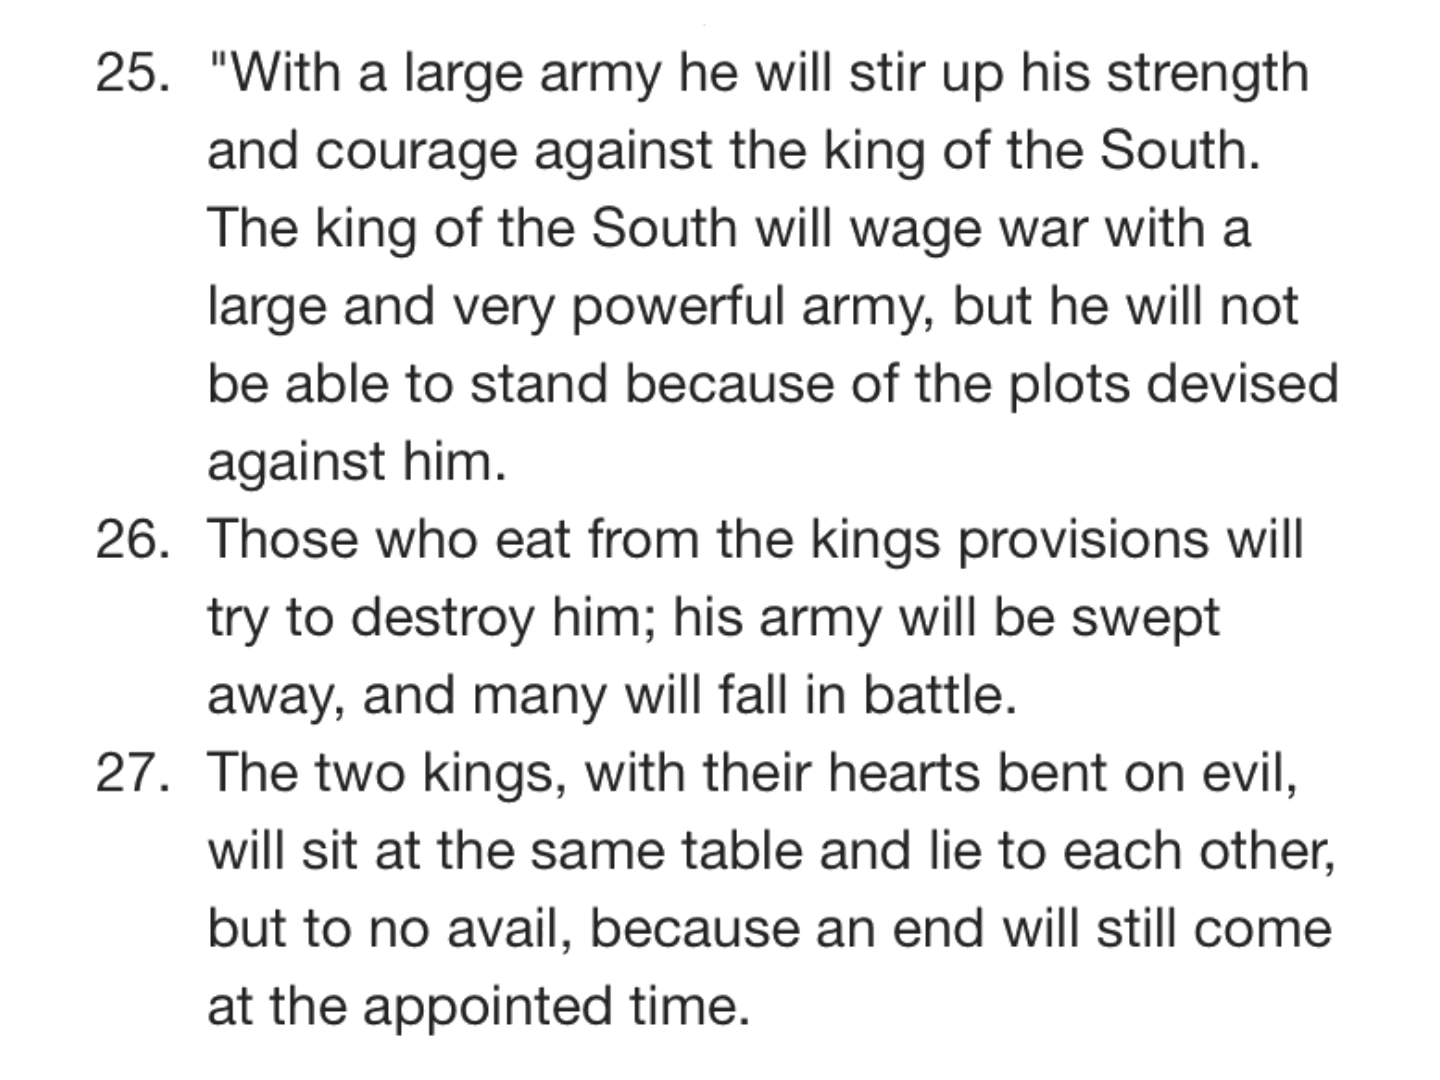 25. "With a large army he will stir up his strength
and courage against the king of the South.
The king of the South will wage war with a
large and very powerful army, but he will not
be able to stand because of the plots devised
against him.
26. Those who eat from the kings provisions will
try to destroy him; his army will be swept
away, and many will fall in battle.
27. The two kings, with their hearts bent on evil,
will sit at the same table and lie to each other,
but to no avail, because an end will still come
at the appointed time.